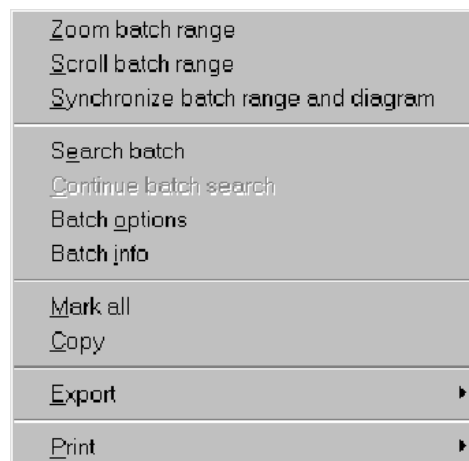 Zoom batch range
Scroll batch range
Synchronize batch range and diagram
Search batch
Continue batch search
Batch options
Batch info
Mark all
Copy
Export
Print